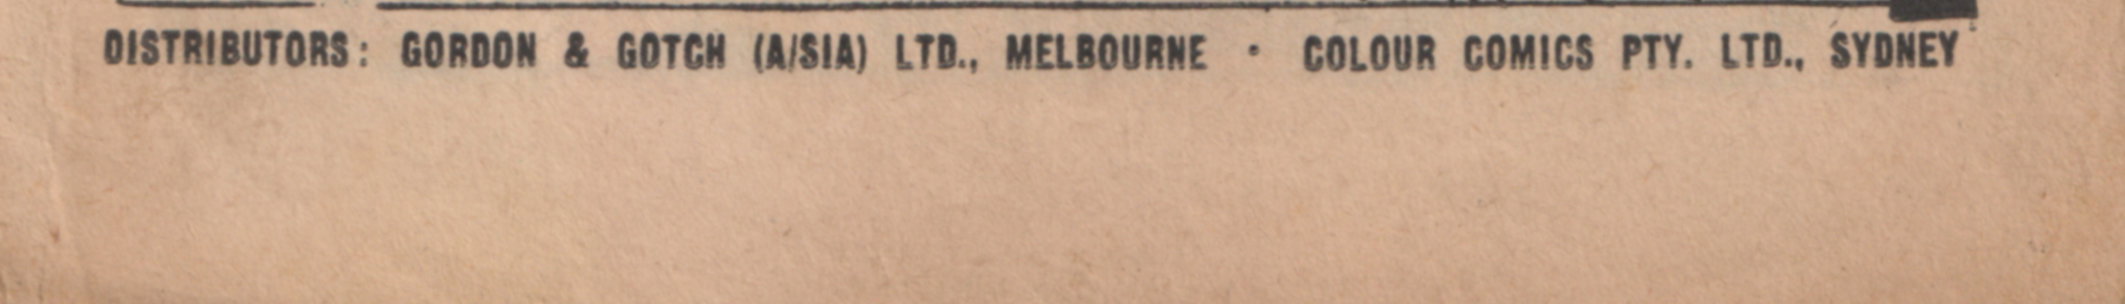 DISTRIBUTORS: GORDON & GOTCH (A/SIA) LTD., MELBOURNE · COLOUR COMICS PTY. LTD., SYDNEY